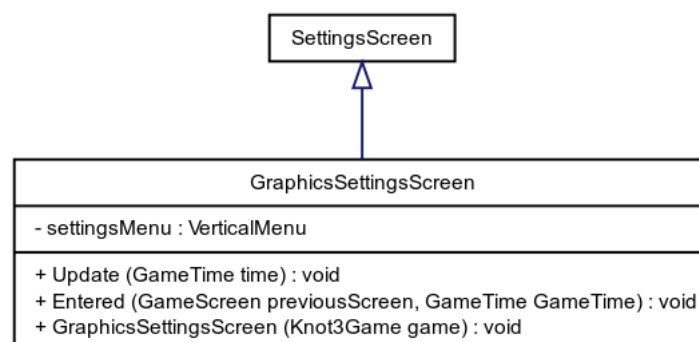 SettingsScreen
GraphicsSettingsScreen
- settingsMenu : VerticalMenu
+ Update (GameTime time) : void
+ Entered (GameScreen previousScreen, GameTime GameTime) : void
+ GraphicsSettingsScreen (Knot3Game game) : void